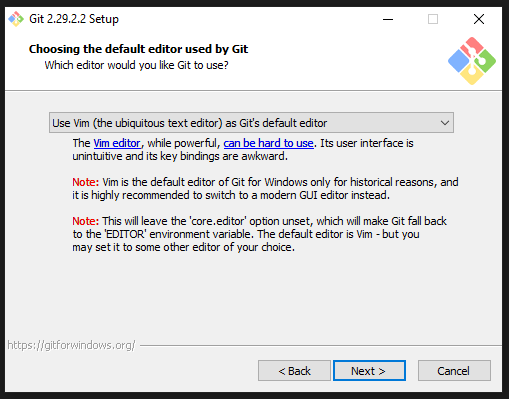 Git 2.29.2.2 Setup
Choosing the default editor used by Git
Which editor would you like Git to use?
Use Vim (the ubiquitous text editor) as Git's default editor
The Vim editor, while powerful, can be hard to use. Its user interface is
unintuitive and its key bindings are awkward.
Note: Vim is the default editor of Git for Windows only for historical reasons, and
it is highly recommended to switch to a modern GUI editor instead.
Note: This will leave the 'core.editor' option unset, which will make Git fall back
to the 'EDITOR' environment variable. The default editor is Vim - but you
may set it to some other editor of your choice.
https://gitforwindows.org/
< Back
Next >
Cancel